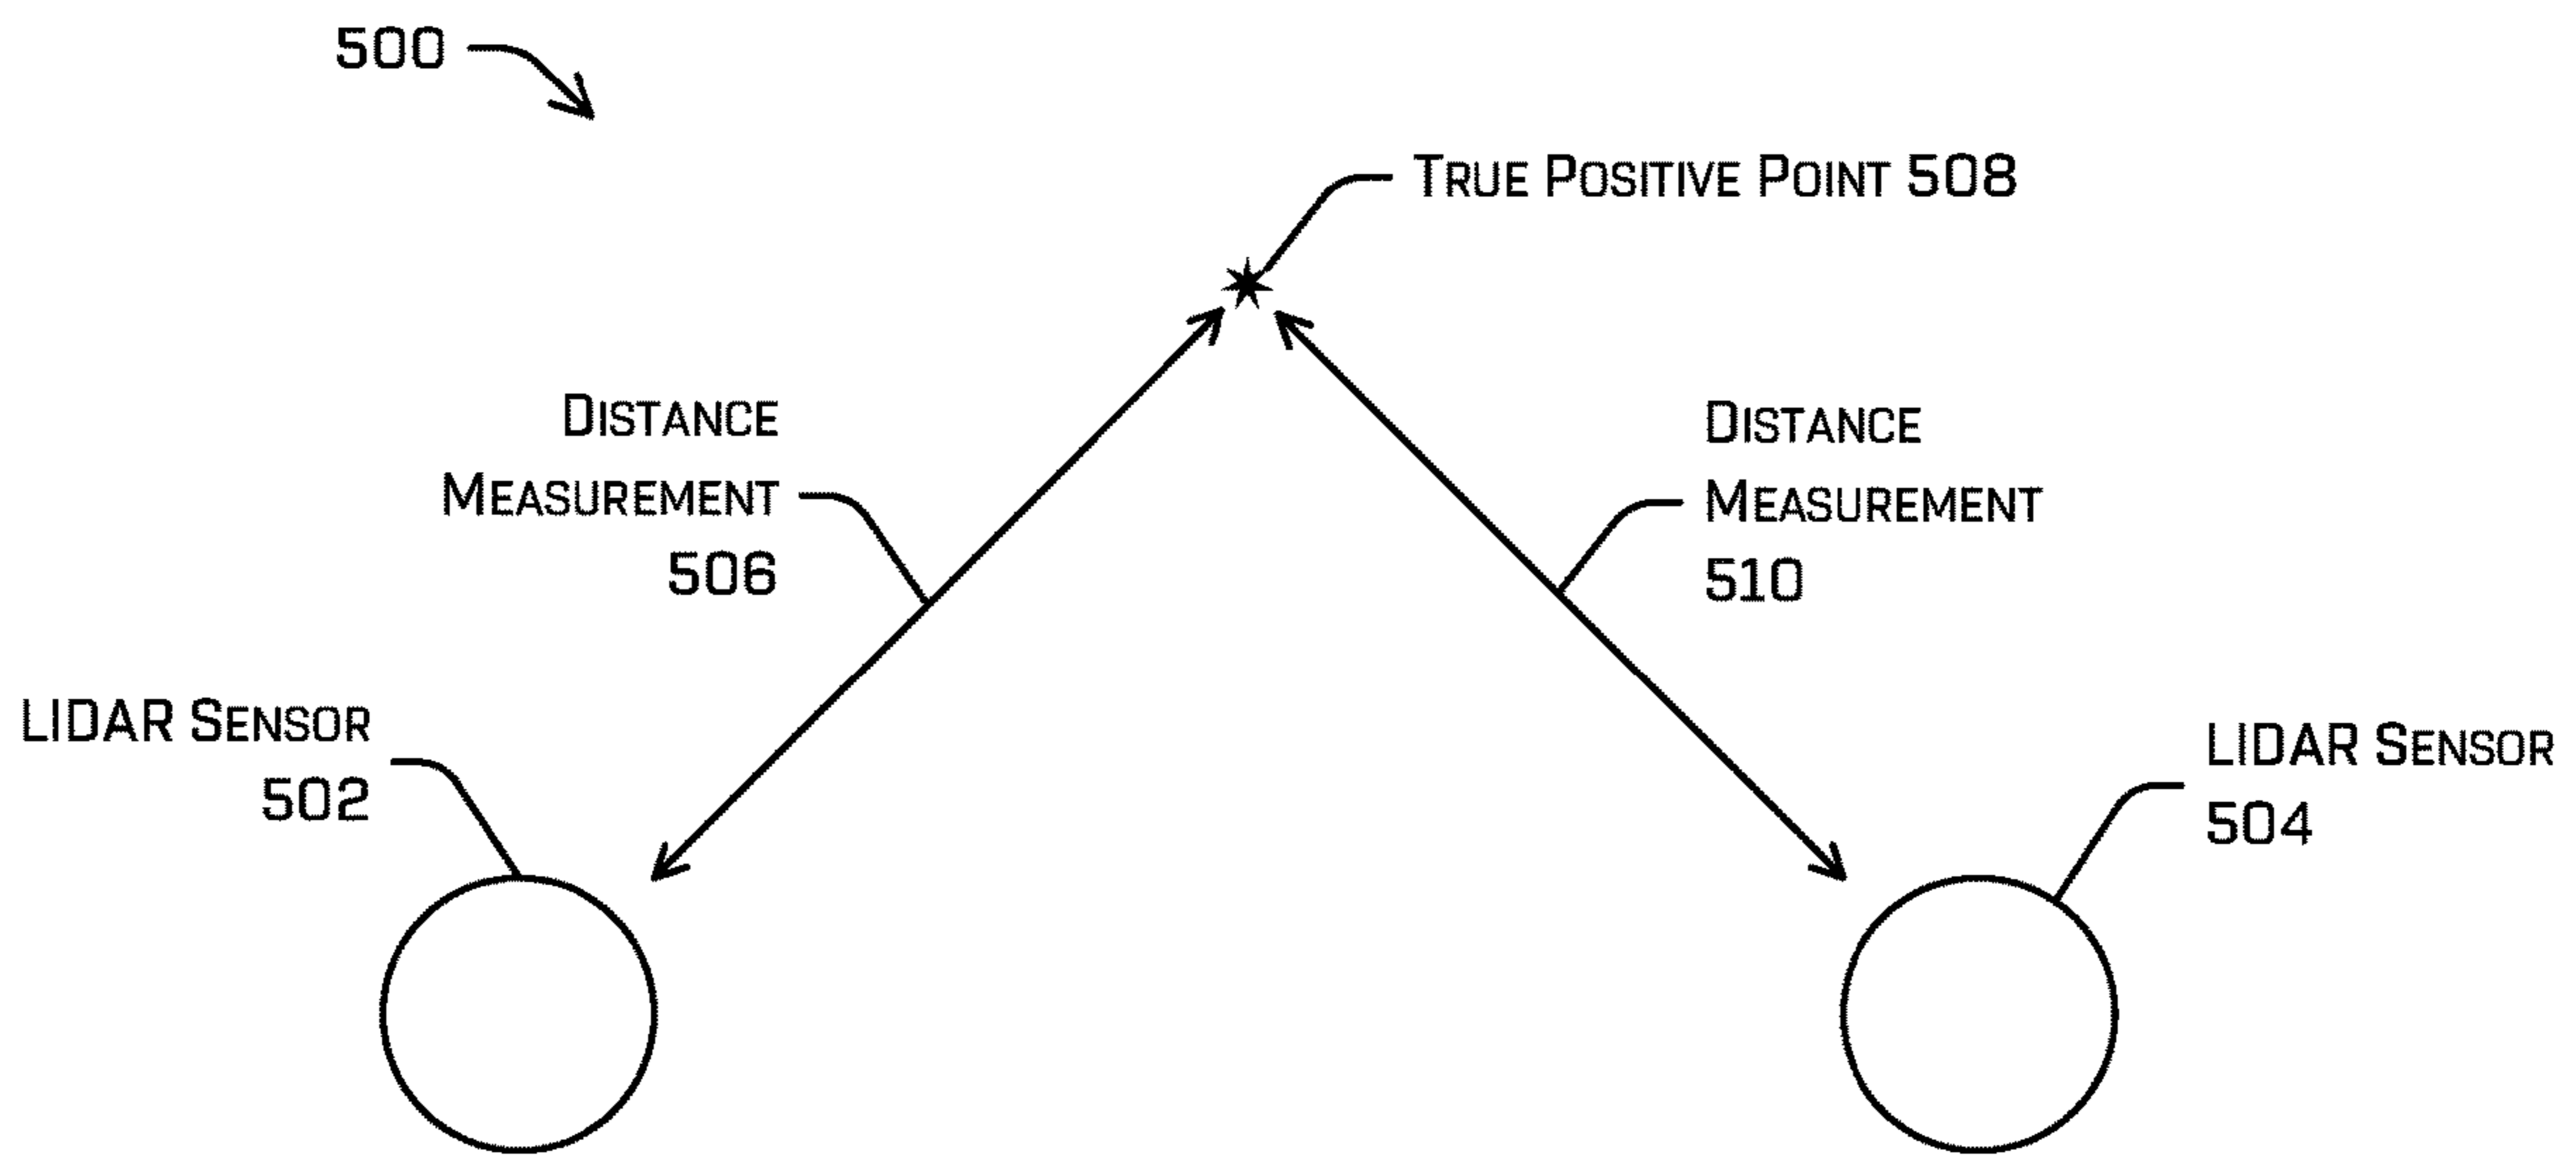 500
True Positive Point 508
Distance
Measurement
506
Distance
Measurement
510
LIDAR Sensor
502
LIDAR Sensor
504